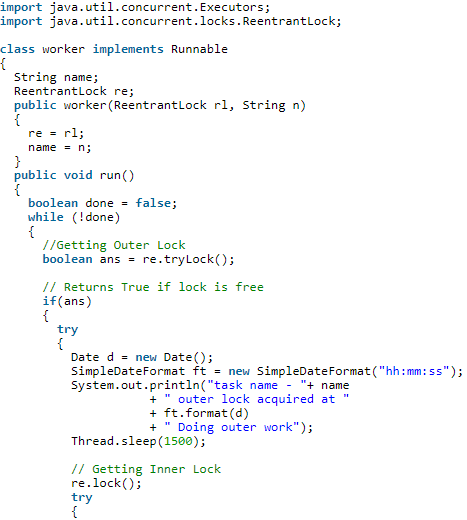 import java.util.concurrent.Executors;
import java.util.concurrent.locks.ReentrantLock;

class worker implements Runnable
{
  String name;
  ReentrantLock re;
  public worker(ReentrantLock rl, String n)
  {
    re = rl;
    name = n;
  }
  public void run()
  {
    boolean done = false;
    while (!done)
    {
      //Getting Outer Lock
      boolean ans = re.tryLock();

      // Returns True if lock is free
      if(ans)
      {
        try
        {
          Date d = new Date();
          SimpleDateFormat ft = new SimpleDateFormat("hh:mm:ss");
          System.out.println("task name - "+ name
                     + " outer lock acquired at "
                     + ft.format(d)
                     + " Doing outer work");
          Thread.sleep(1500);

          // Getting Inner Lock
          re.lock();
          try
          {